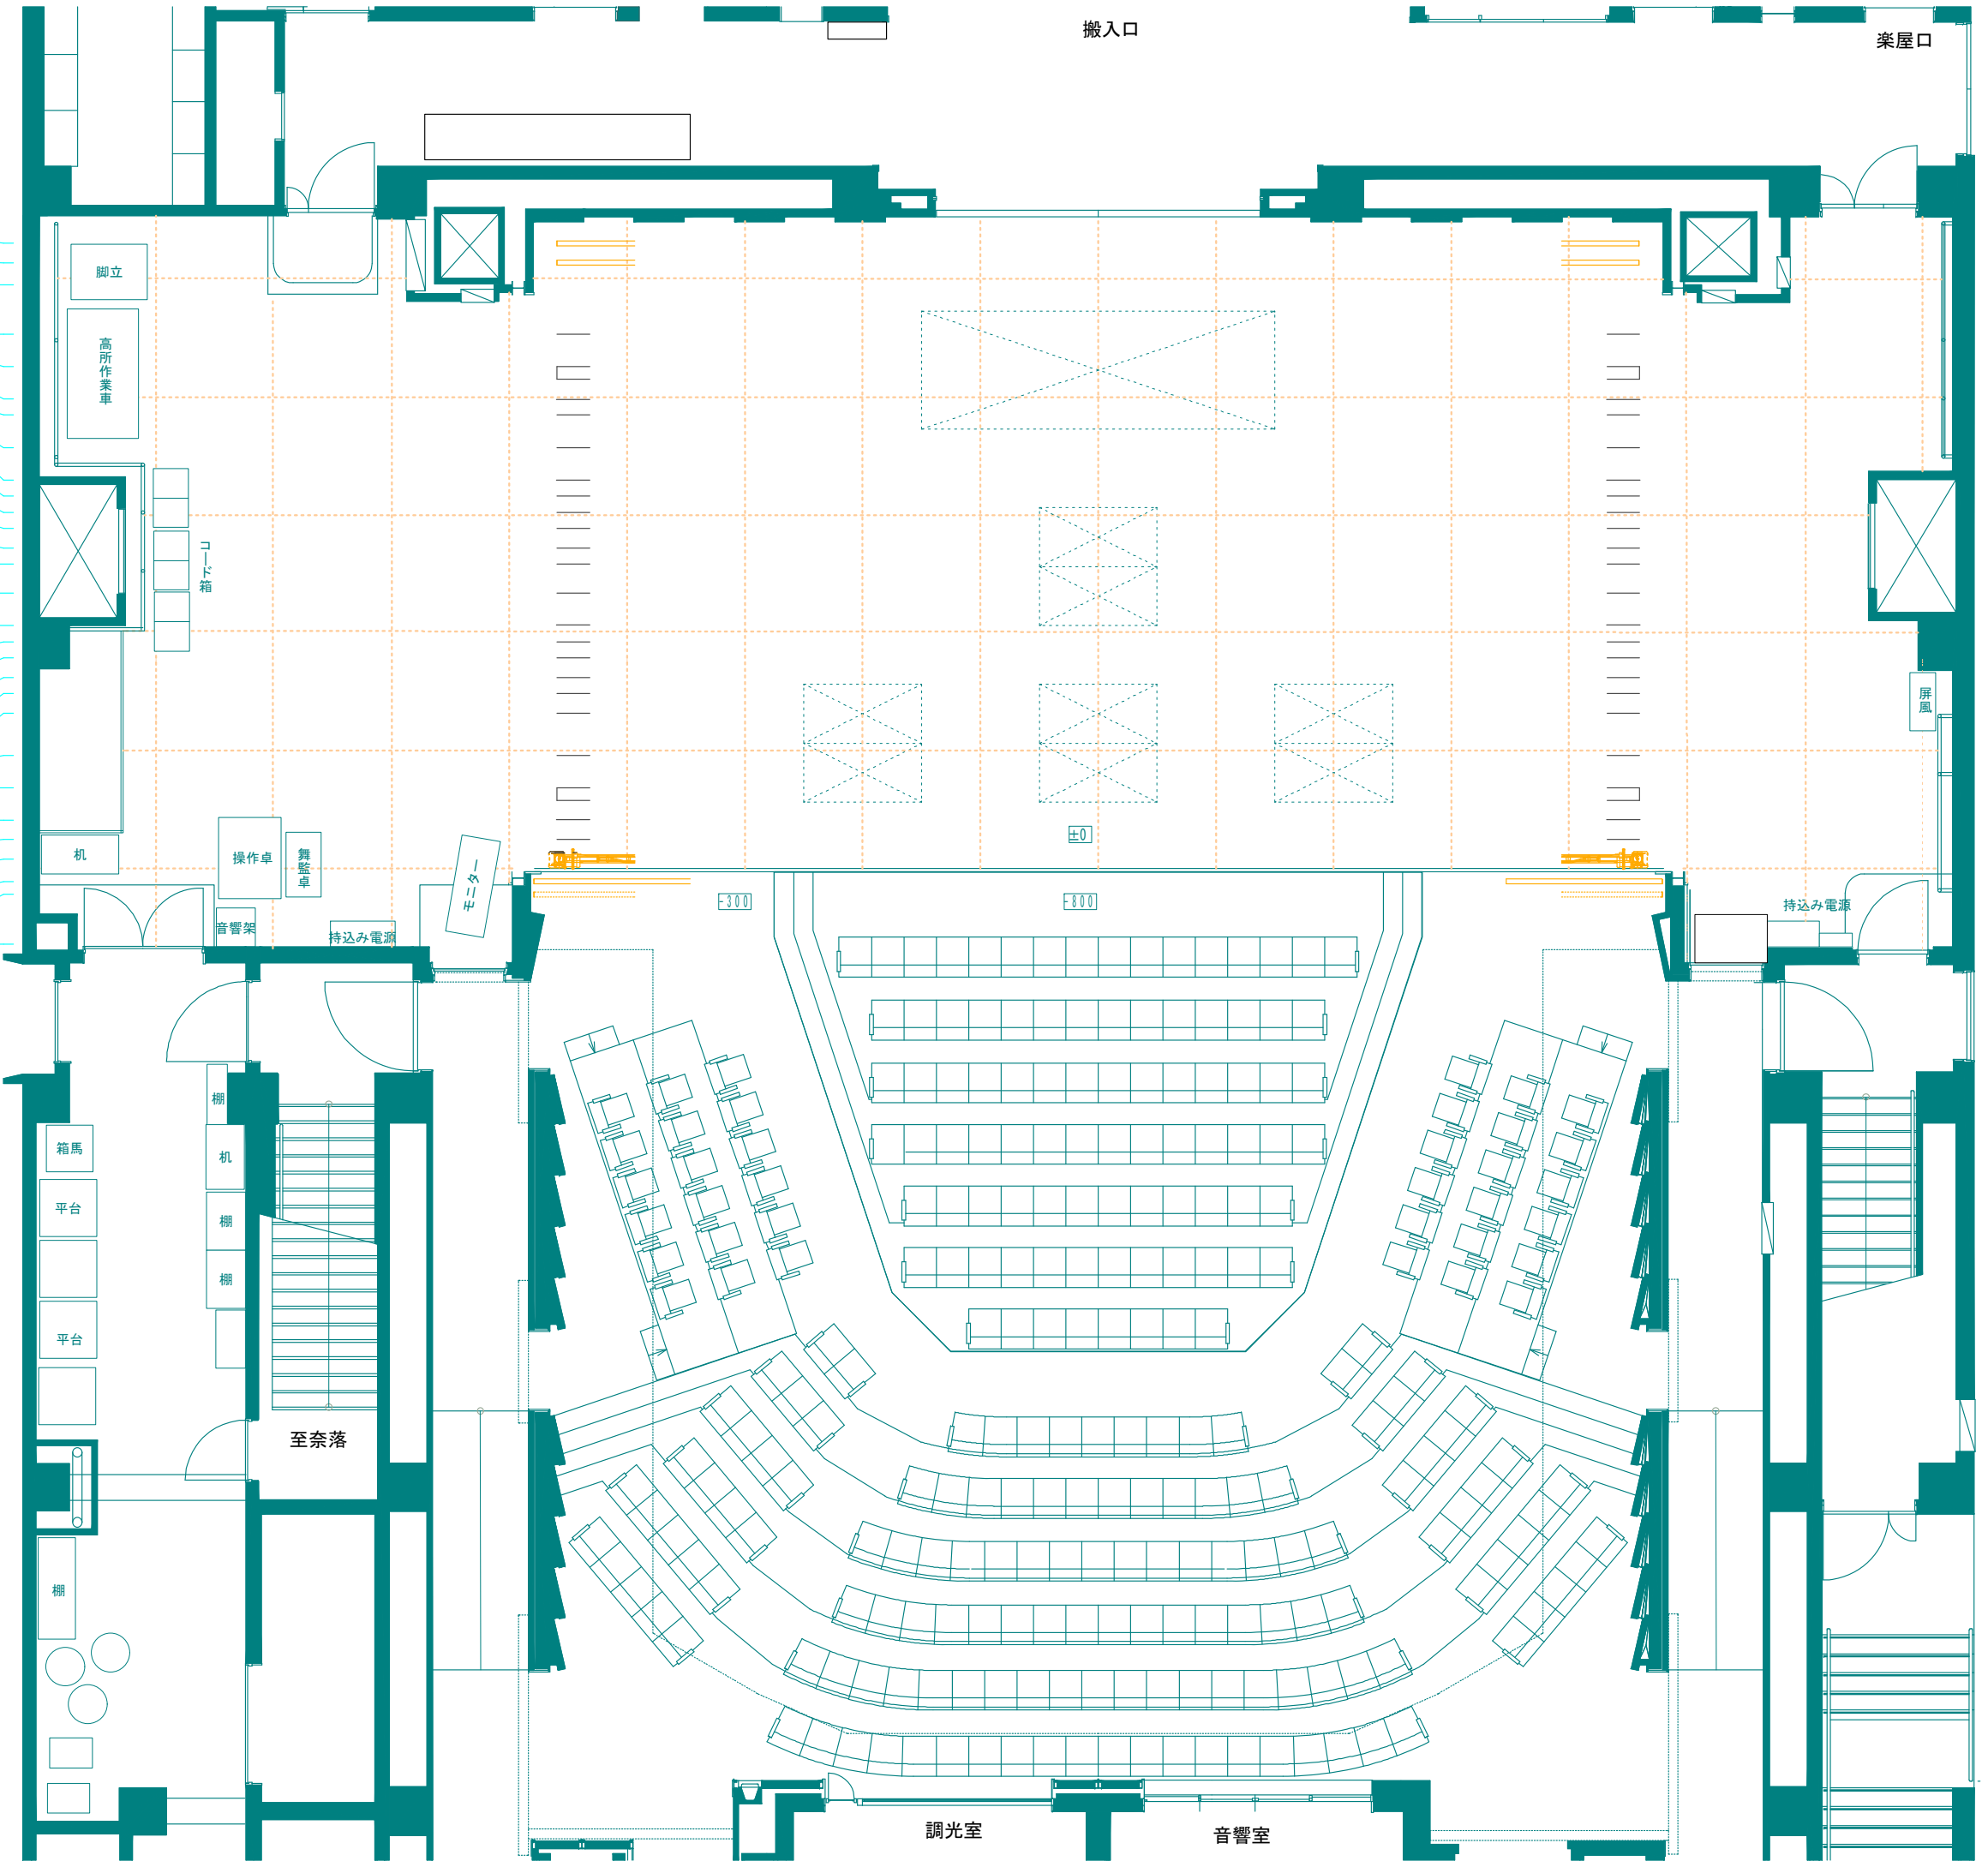 搬入口
楽屋口
脚立
高所作業車
コード箱
屏風
±0
机
操作卓
舞監卓
モニター
-300
-800
持込み電源
音響架
持込み電源
棚
箱馬
机
平台
棚
棚
平台
至奈落
棚
調光室
音響室